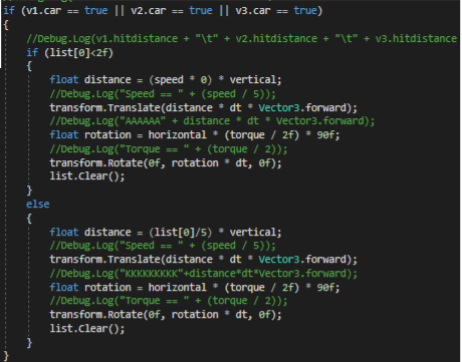 if (v1.car == true || v2.car == true || v3.car == true)
{
//Debug.Log(v1.hitdistance + "\t" + v2.hitdistance + "\t" + v3.hitdistance
if (list[0]<2f)
{
float distance = (speed * 0) * vertical;
//Debug.Log("Speed == " + (speed / 5));
transform.Translate(distance * dt * Vector3.forward);
//Debug.Log("AAAAAA" + distance * dt * Vector3.forward);
float rotation = horizontal * (torque / 2f) * 90f;
//Debug.Log("Torque == " + (torque / 2));
transform.Rotate(0f, rotation * dt, 0f);
list.Clear();
}
else
{
float distance = (list[0]/5) * vertical;
//Debug.Log("Speed == " + (speed / 5));
transform.Translate(distance * dt * Vector3.forward);
//Debug.Log("KKKKKKKKK"+distance*dt*Vector3.forward);
float rotation = horizontal * (torque / 2f) * 90f;
//Debug.Log("Torque == " + (torque / 2));
transform.Rotate(0f, rotation * dt, 0f);
list.Clear();
}
}